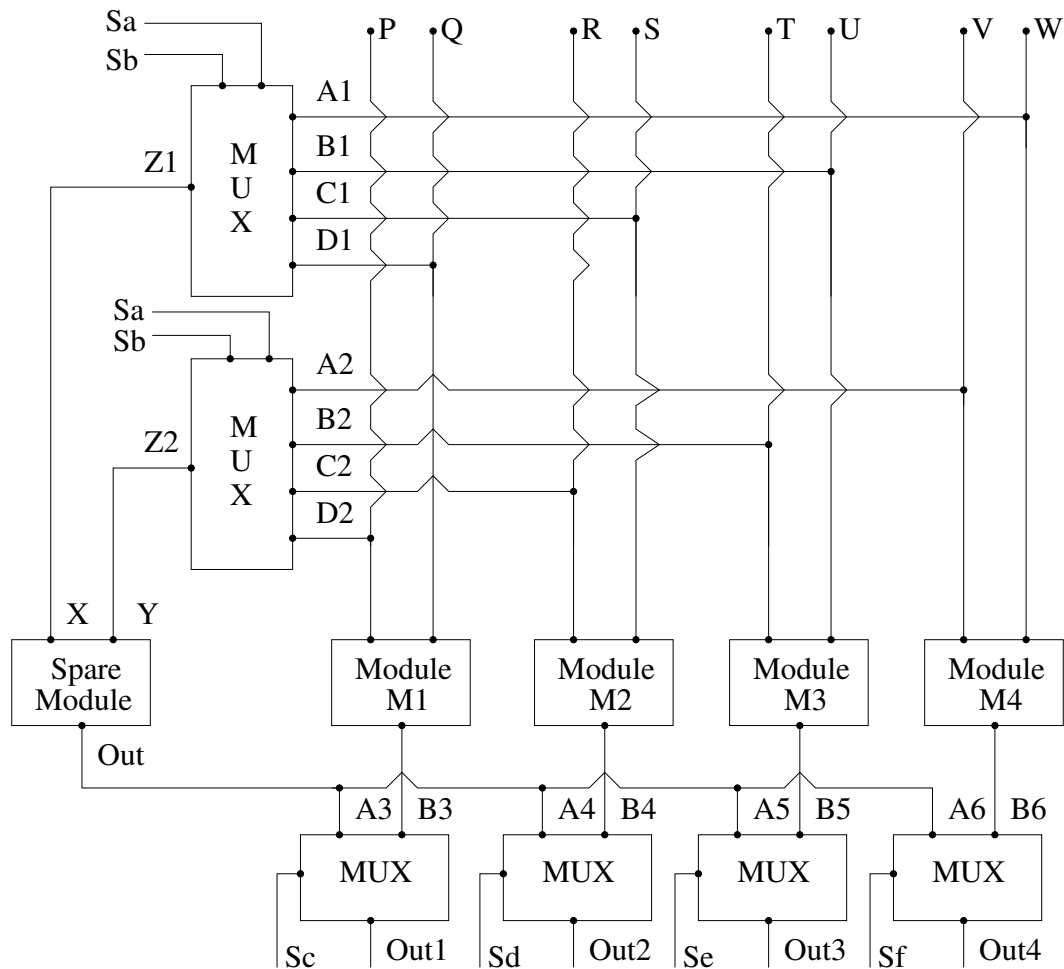 Sa
P
Q
R
S
T
U
V
W
Sb
A1
B1
M
U
X
Z1
C1
D1
Sa
Sb
A2
B2
M
U
X
Z2
C2
D2
X
Y
Spare
Module
Module
M1
Module
M2
Module
M3
Module
M4
Out
A3
B3
A4
B4
A5
B5
A6
B6
MUX
MUX
MUX
MUX
Sc
Out1
Sd
Out2
Se
Out3
Sf
Out4